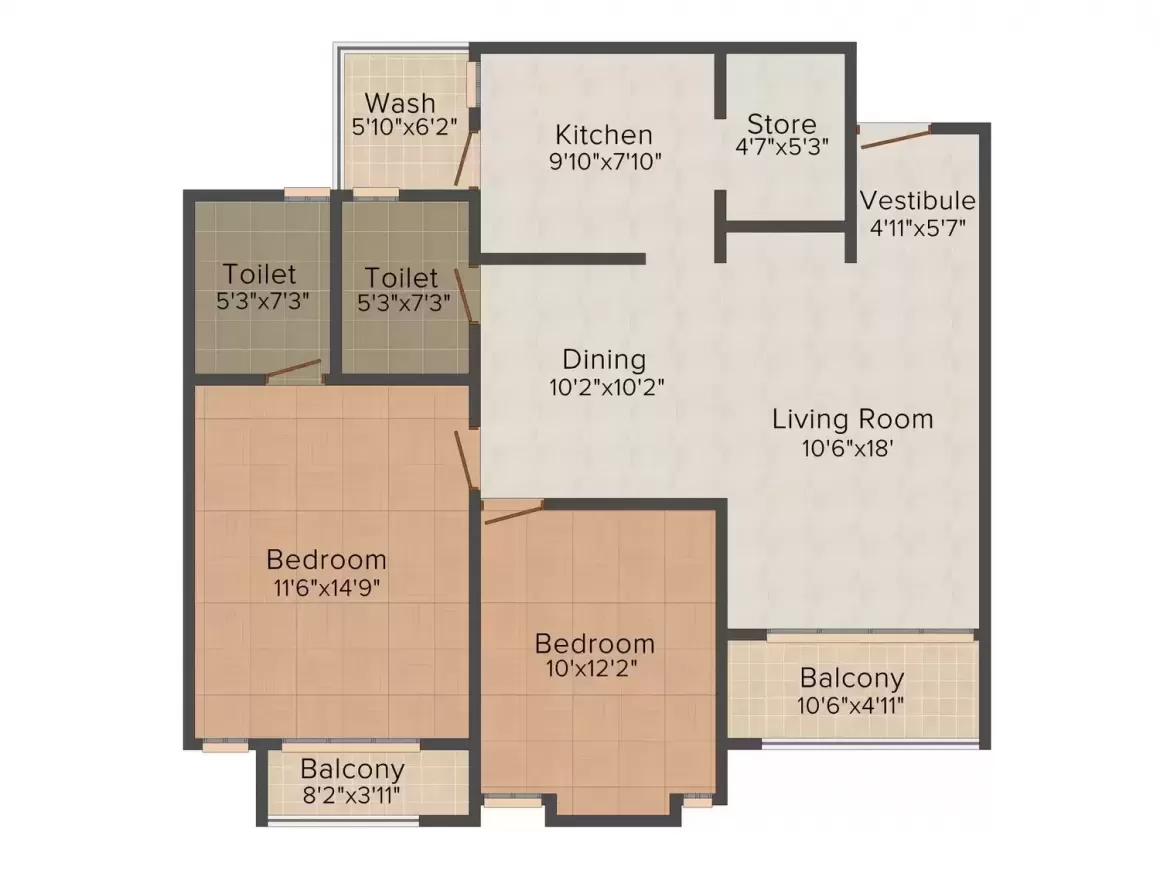 Wash
5'10"x6'2"
Kitchen
9'10"x7'10"
Store
4'7"x5'3"
Vestibule
4'11"x5'7"
Toilet
5'3"x7'3"
Toilet
5'3"x7'3"
Dining
10'2"x10'2"
Living Room
10'6"x18'
Bedroom
11'6"x14'9"
Bedroom
10'x12'2"
Balcony
10'6"x4'11"
Balcony
8'2"x3'11"